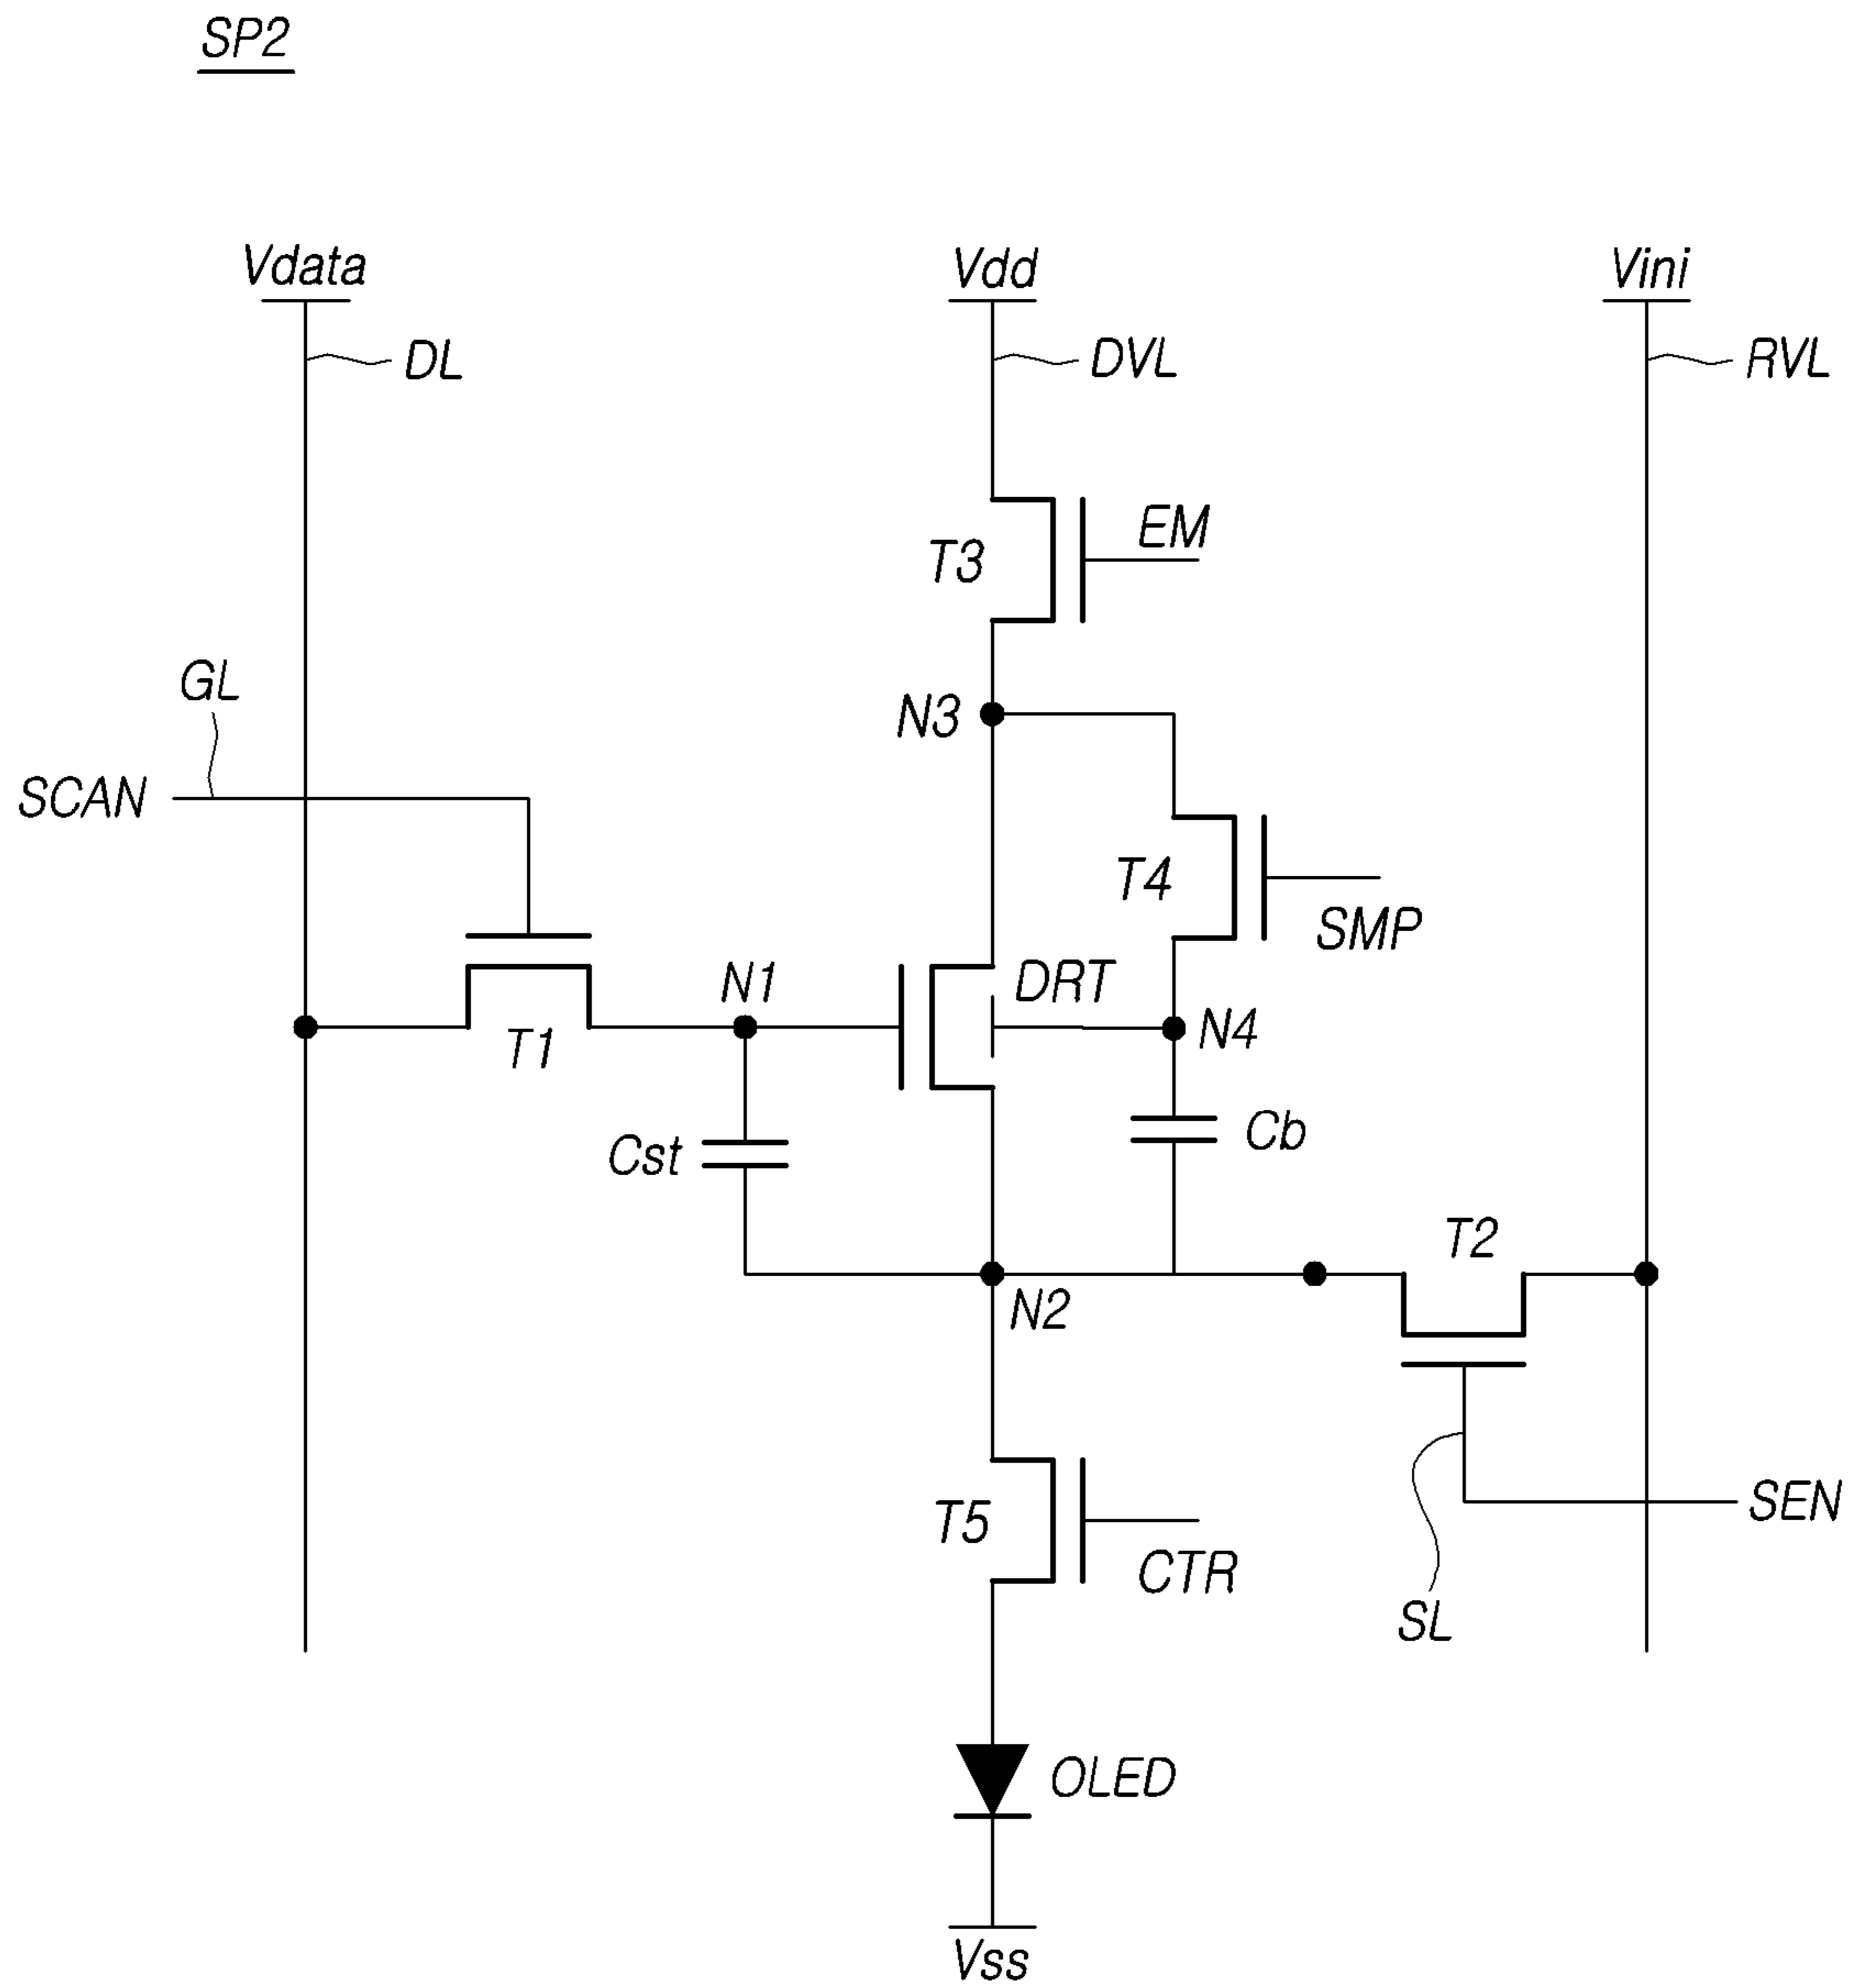 SP2
Vdata
Vdd
Vini
DL
DVL
RVL
EM
T3
GL
N3
SCAN
T4
SMP
N1
DRT
N4
T1
Cst
Cb
T2
N2
T5
SEN
CTR
SL
OLED
Vss